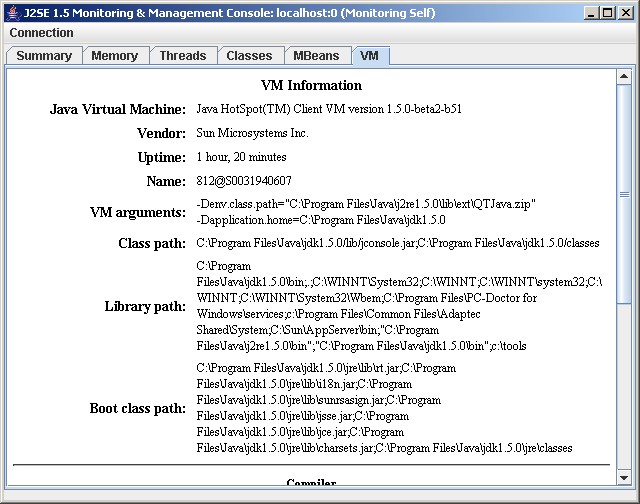 J2SE 1.5 Monitoring & Management Console: localhost:0 (Monitoring Self)
Connection
Summary Memory Threads Classes MBeans VM
VM Information
Java Virtual Machine: Java HotSpot(TM) Client VM version 1.5.0-beta2-b51
Vendor: Sun Microsystems Inc.
Uptime: 1 hour, 20 minutes
Name: 812@S0031940607
VM arguments: -Denv.class.path="C:\Program Files\Java\j2re1.5.0\lib\ext\QTJava.zip"
-Dapplication.home=C:\Program Files\Java\jdk1.5.0
Class path: C:\Program Files\Java\jdk1.5.0/lib/jconsole.jar;C:\Program Files\Java\jdk1.5.0/classes
Library path: C:\Program
Files\Java\jdk1.5.0\bin;.;C:\WINNT\System32;C:\WINNT;C:\WINNT\system32;C:\
WINNT;C:\WINNT\System32\Wbem;C:\Program Files\PC-Doctor for
Windows\services;c:\Program Files\Common Files\Adaptec
Shared\System;C:\Sun\AppServer\bin;"C:\Program
Files\Java\j2re1.5.0\bin";"C:\Program Files\Java\jdk1.5.0\bin";c:\tools
Boot class path: C:\Program Files\Java\jdk1.5.0\jre\lib\rt.jar;C:\Program
Files\Java\jdk1.5.0\jre\lib\i18n.jar;C:\Program
Files\Java\jdk1.5.0\jre\lib\sunrsasign.jar;C:\Program
Files\Java\jdk1.5.0\jre\lib\jsse.jar;C:\Program
Files\Java\jdk1.5.0\jre\lib\jce.jar;C:\Program
Files\Java\jdk1.5.0\jre\lib\charsets.jar;C:\Program Files\Java\jdk1.5.0\jre\classes
Compiler